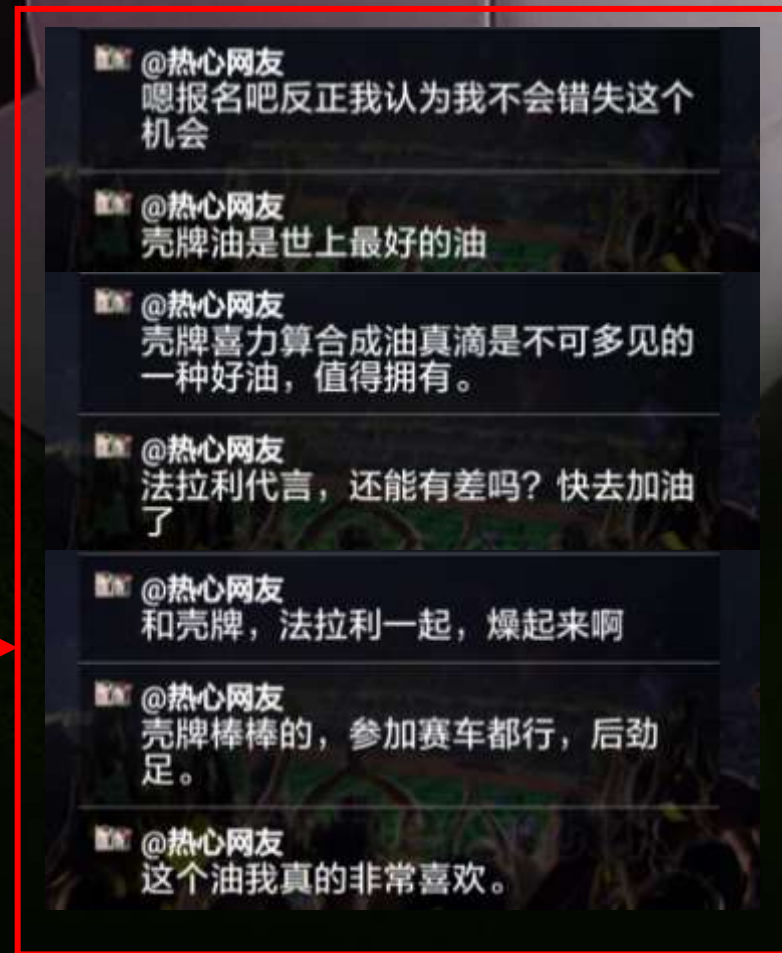 @热心网友
嗯报名吧反正我认为我不会错失这个
机会
@热心网友
壳牌油是世上最好的油
@热心网友
壳牌喜力算合成油真滴是不可多见的
一种好油，值得拥有。
@热心网友
法拉利代言，还能有差吗？快去加油
了
@热心网友
和壳牌，法拉利一起，燥起来啊
@热心网友
壳牌棒棒的，参加赛车都行，后劲
足。
@热心网友
这个油我真的非常喜欢。